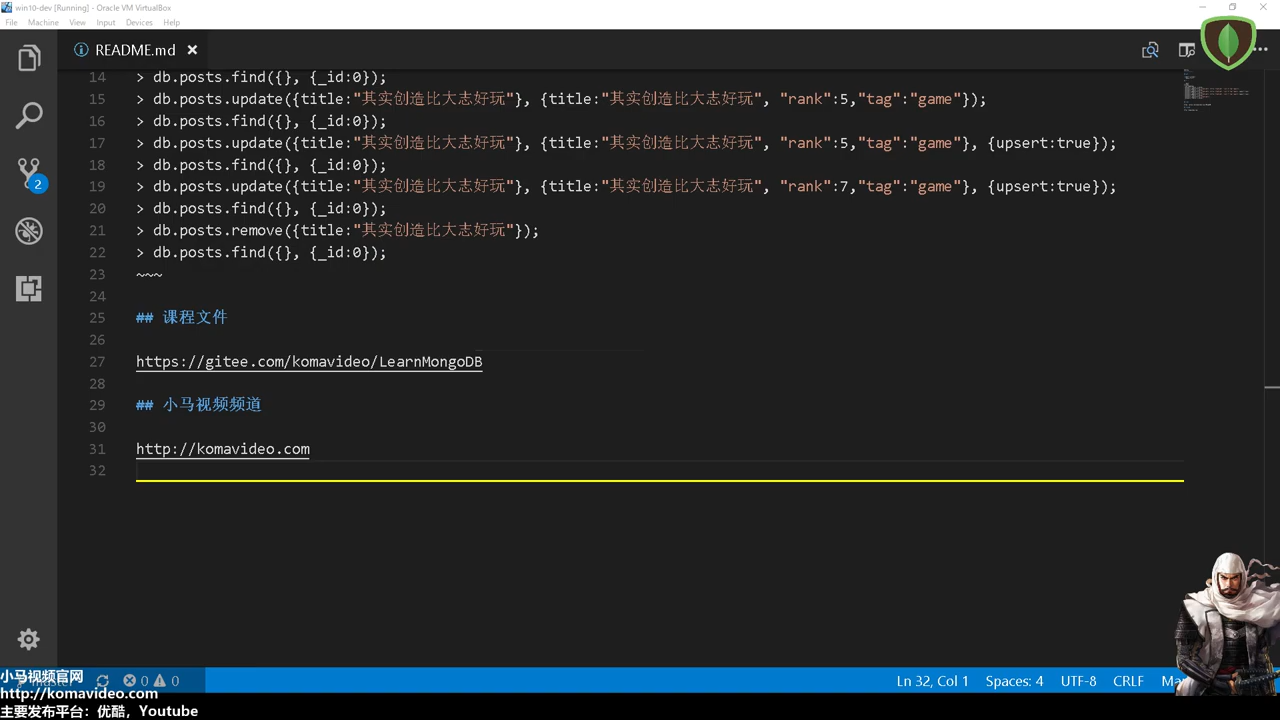 win10-dev [Running] - Oracle VM VirtualBox
File Machine View Input Devices Help
README.md
14 > db.posts.find({}, {_id:0});
15 > db.posts.update({title:"其实创造比大志好玩"}, {title:"其实创造比大志好玩", "rank":5,"tag":"game"});
16 > db.posts.find({}, {_id:0});
17 > db.posts.update({title:"其实创造比大志好玩"}, {title:"其实创造比大志好玩", "rank":5,"tag":"game"}, {upsert:true});
18 > db.posts.find({}, {_id:0});
19 > db.posts.update({title:"其实创造比大志好玩"}, {title:"其实创造比大志好玩", "rank":7,"tag":"game"}, {upsert:true});
20 > db.posts.find({}, {_id:0});
21 > db.posts.remove({title:"其实创造比大志好玩"});
22 > db.posts.find({}, {_id:0});
23 ~~~
24
25 ## 课程文件
26
27 https://gitee.com/komavideo/LearnMongoDB
28
29 ## 小马视频频道
30
31 http://komavideo.com
32
2
0 0 Ln 32, Col 1 Spaces: 4 UTF-8 CRLF
小马视频官网
http://komavideo.com
主要发布平台：优酷，Youtube